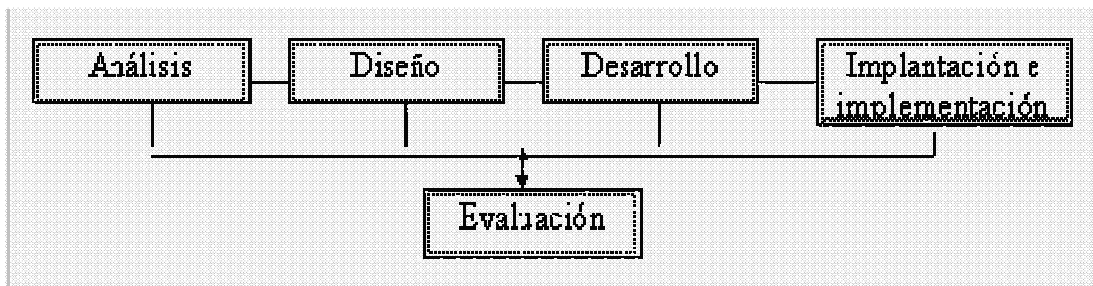 Análisis
Diseño
Desarrollo
Implantación e
implementación
Evaluación